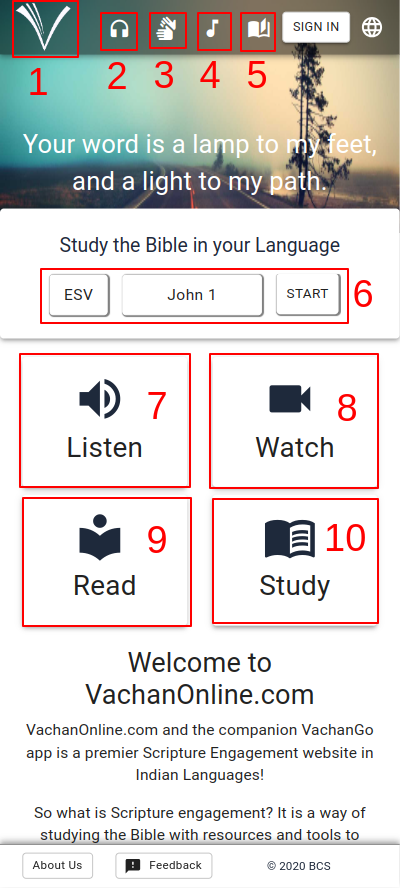 SIGN IN
1 2 3 4 5
Your word is a lamp to my feet,
and a light to my path.
Study the Bible in your Language
ESV John 1 START 6
7 8
Listen Watch
9 10
Read Study
Welcome to
VachanOnline.com
VachanOnline.com and the companion VachanGo
app is a premier Scripture Engagement website in
Indian Languages!
So what is Scripture engagement? It is a way of
studying the Bible with resources and tools to
About Us Feedback © 2020 BCS